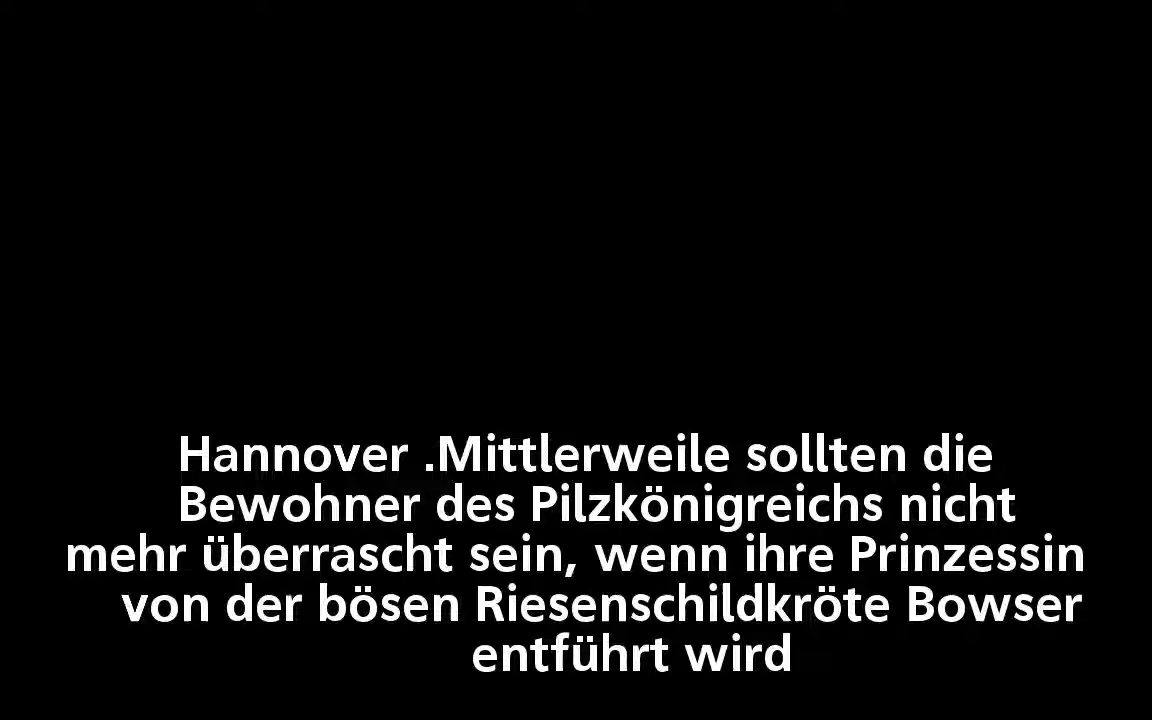 Hannover .Mittlerweile sollten die
Bewohner des Pilzkönigreichs nicht
mehr überrascht sein, wenn ihre Prinzessin
von der bösen Riesenschildkröte Bowser
entführt wird